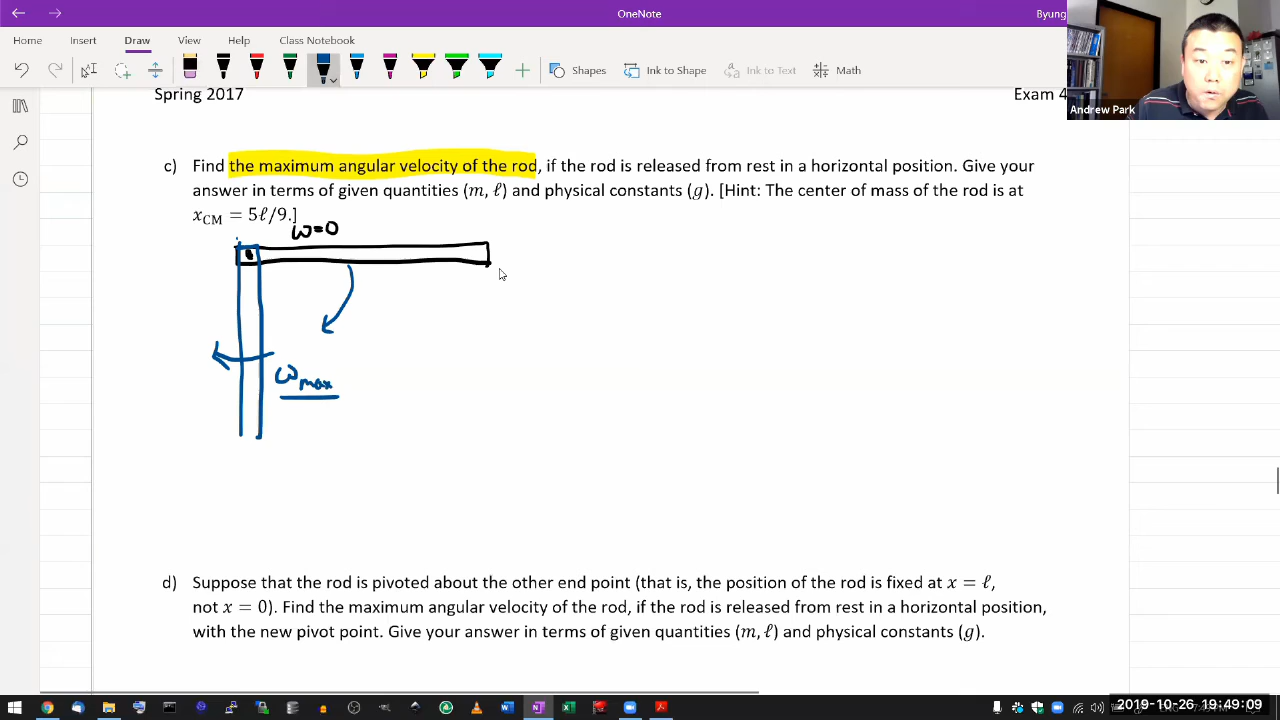 OneNote
Byung
Home Insert Draw View Help Class Notebook
Shapes Ink to Shape Ink to Text Math
Andrew Park
Spring 2017 Exam 4
c) Find the maximum angular velocity of the rod, if the rod is released from rest in a horizontal position. Give your
answer in terms of given quantities (m, ℓ) and physical constants (g). [Hint: The center of mass of the rod is at
x_CM = 5ℓ/9.]
ω=0
ω_max
d) Suppose that the rod is pivoted about the other end point (that is, the position of the rod is fixed at x = ℓ,
not x = 0). Find the maximum angular velocity of the rod, if the rod is released from rest in a horizontal position,
with the new pivot point. Give your answer in terms of given quantities (m, ℓ) and physical constants (g).
2019-10-26 19:49:09